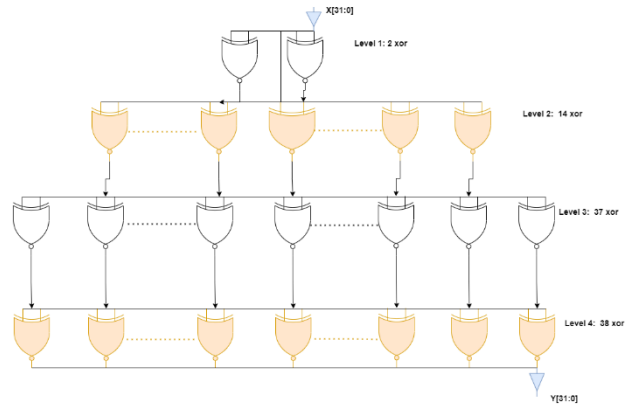 X[31:0]
Level 1: 2 xor
Level 2: 14 xor
Level 3: 37 xor
Level 4: 38 xor
Y[31:0]